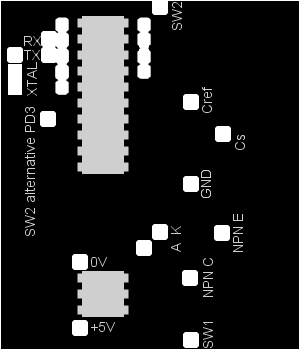 SW2
RX
TX
XTAL
Cref
SW2 alternative PD3
Cs
GND
A
K
NPN E
0V
NPN C
+5V
SW1